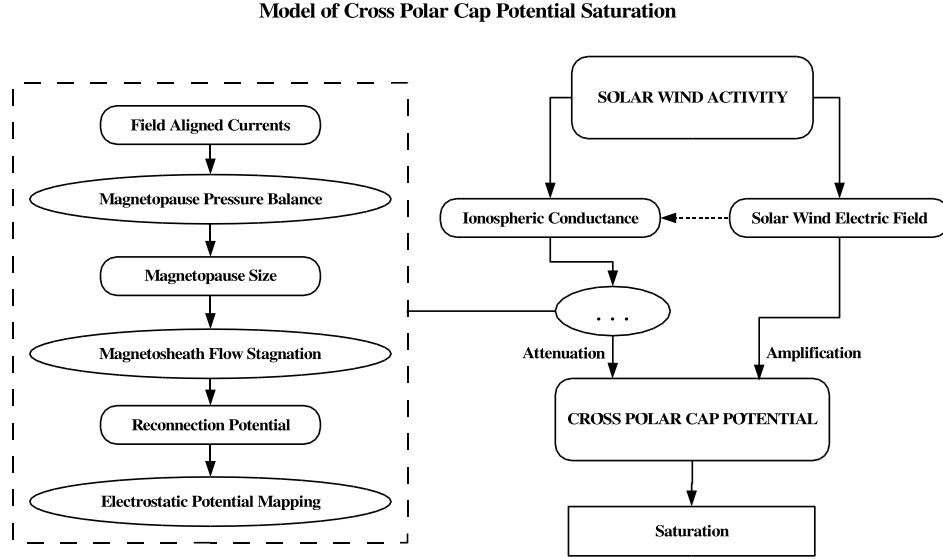 Model of Cross Polar Cap Potential Saturation
Field Aligned Currents
Magnetopause Pressure Balance
Magnetopause Size
Magnetosheath Flow Stagnation
Reconnection Potential
Electrostatic Potential Mapping
SOLAR WIND ACTIVITY
Ionospheric Conductance
Solar Wind Electric Field
. . .
Attenuation
Amplification
CROSS POLAR CAP POTENTIAL
Saturation